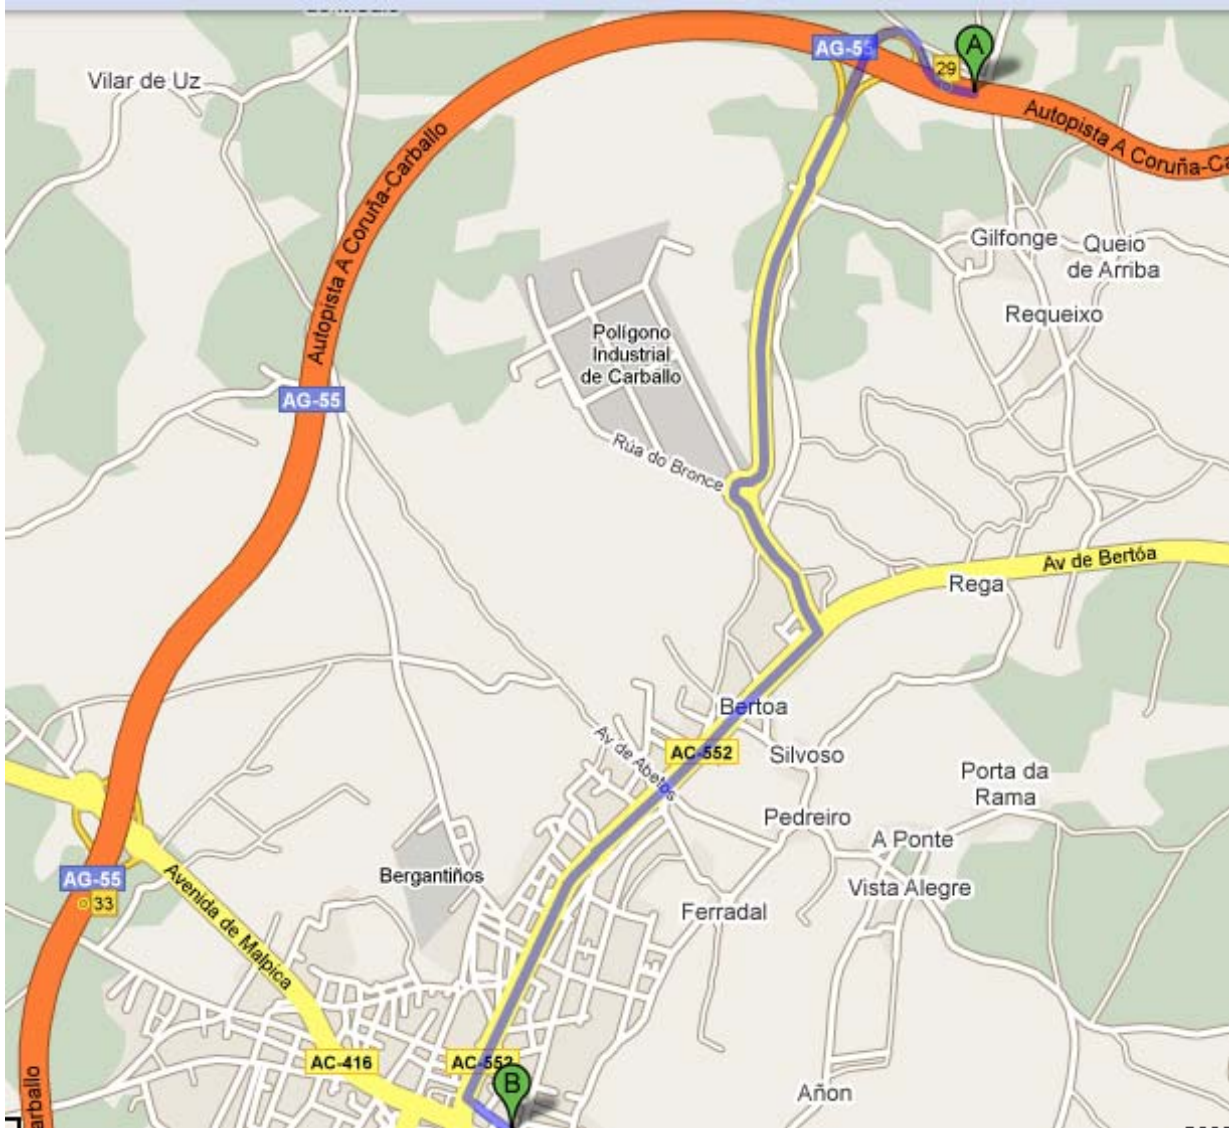 AG-55
A
29
Vilar de Uz
Autopista A Coruña-Ca
Autopista A Coruña-Carballo
Gilfonge
Queio
de Arriba
Requeixo
Polígono
Industrial
de Carballo
AG-55
Rúa do Bronce
Av de Bertóa
Rega
Bertoa
Av de Abetos
AC-552
Silvoso
Porta da
Rama
Pedreiro
A Ponte
Bergantiños
AG-55
33
Vista Alegre
Avenida de Malpica
Ferradal
AC-416
AC-552
B
Añon
arballo